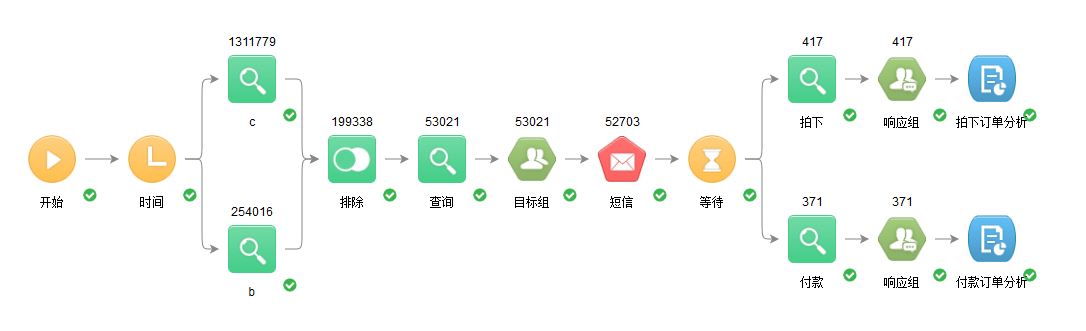 1311779
c
254016
b
开始
时间
199338
排除
53021
查询
53021
目标组
52703
短信
等待
417
拍下
417
响应组
拍下订单分析
371
付款
371
响应组
付款订单分析